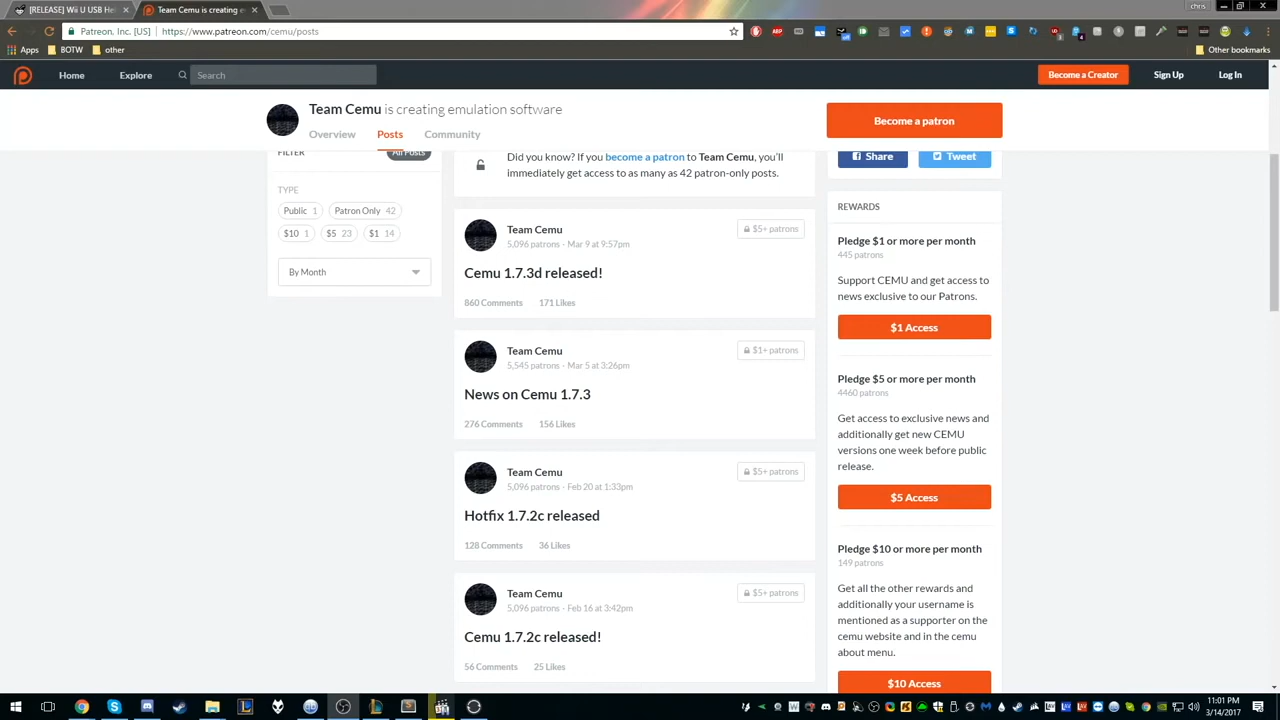 [RELEASE] Wii U USB He
Team Cemu is creating e
chris
Patreon, Inc. [US]
https://www.patreon.com/cemu/posts
Apps
BOTW
other
Other bookmarks
Home
Explore
Search
Become a Creator
Sign Up
Log In
Team Cemu is creating emulation software
Overview
Posts
Community
Become a patron
FILTER
All Posts
TYPE
Public 1
Patron Only 42
$10 1
$5 23
$1 14
By Month
Did you know? If you become a patron to Team Cemu, you'll
immediately get access to as many as 42 patron-only posts.
Team Cemu
5,096 patrons - Mar 9 at 9:57pm
$5+ patrons
Cemu 1.7.3d released!
860 Comments
171 Likes
Team Cemu
5,545 patrons - Mar 5 at 3:26pm
$1+ patrons
News on Cemu 1.7.3
276 Comments
156 Likes
Team Cemu
5,096 patrons - Feb 20 at 1:33pm
$5+ patrons
Hotfix 1.7.2c released
128 Comments
36 Likes
Team Cemu
5,096 patrons - Feb 16 at 3:42pm
$5+ patrons
Cemu 1.7.2c released!
56 Comments
25 Likes
Share
Tweet
REWARDS
Pledge $1 or more per month
445 patrons
Support CEMU and get access to
news exclusive to our Patrons.
$1 Access
Pledge $5 or more per month
4460 patrons
Get access to exclusive news and
additionally get new CEMU
versions one week before public
release.
$5 Access
Pledge $10 or more per month
149 patrons
Get all the other rewards and
additionally your username is
mentioned as a supporter on the
cemu website and in the cemu
about menu.
$10 Access
11:01 PM
3/14/2017